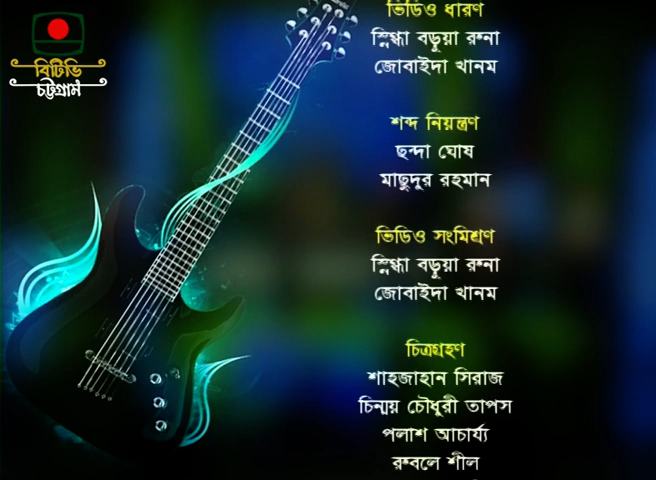 বিটিভি
চট্টগ্রাম
ভিডিও ধারণ
স্নিগ্ধা বড়ুয়া রুনা
জোবাইদা খানম
শব্দ নিয়ন্ত্রণ
ছন্দা ঘোষ
মাছুদুর রহমান
ভিডিও সংমিশ্রণ
স্নিগ্ধা বড়ুয়া রুনা
জোবাইদা খানম
চিত্রগ্রহণ
শাহজাহান সিরাজ
চিন্ময় চৌধুরী তাপস
পলাশ আচার্য্য
রুবলে শীল